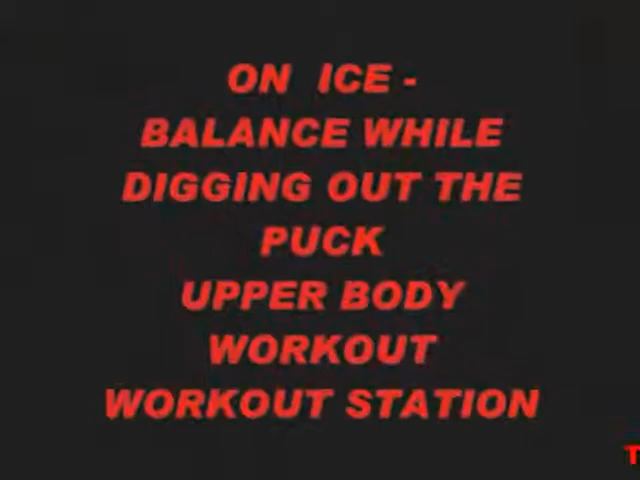 ON ICE -
BALANCE WHILE
DIGGING OUT THE
PUCK
UPPER BODY
WORKOUT
WORKOUT STATION
T